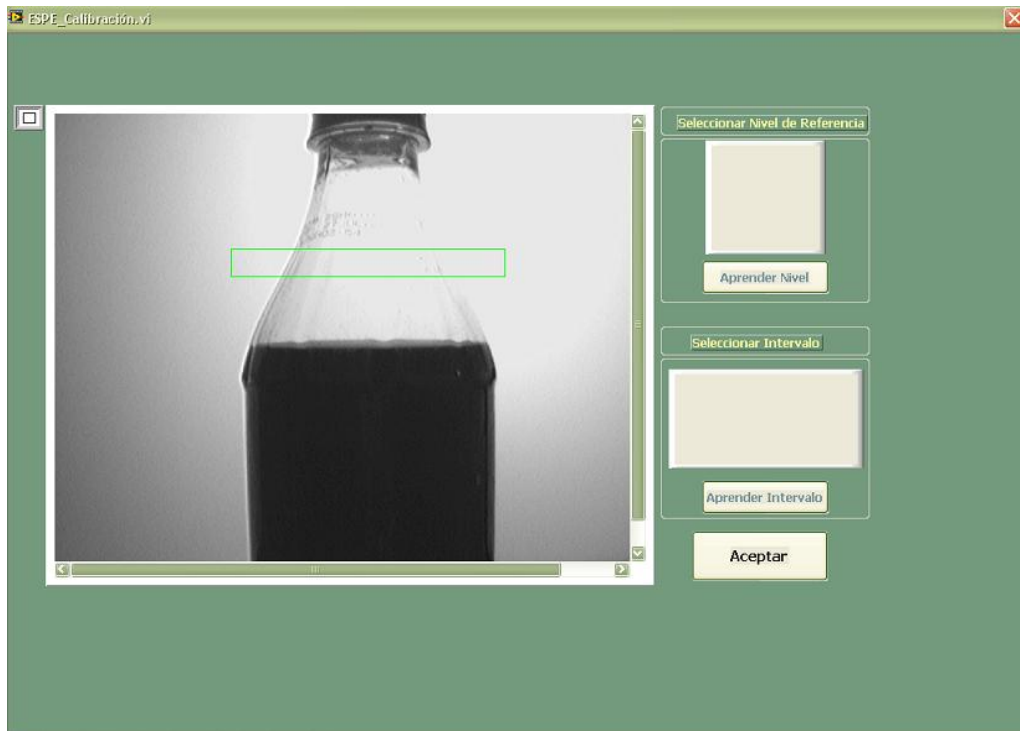 ESPE_Calibración.vi
Seleccionar Nivel de Referencia
Aprender Nivel
Seleccionar Intervalo
Aprender Intervalo
Aceptar